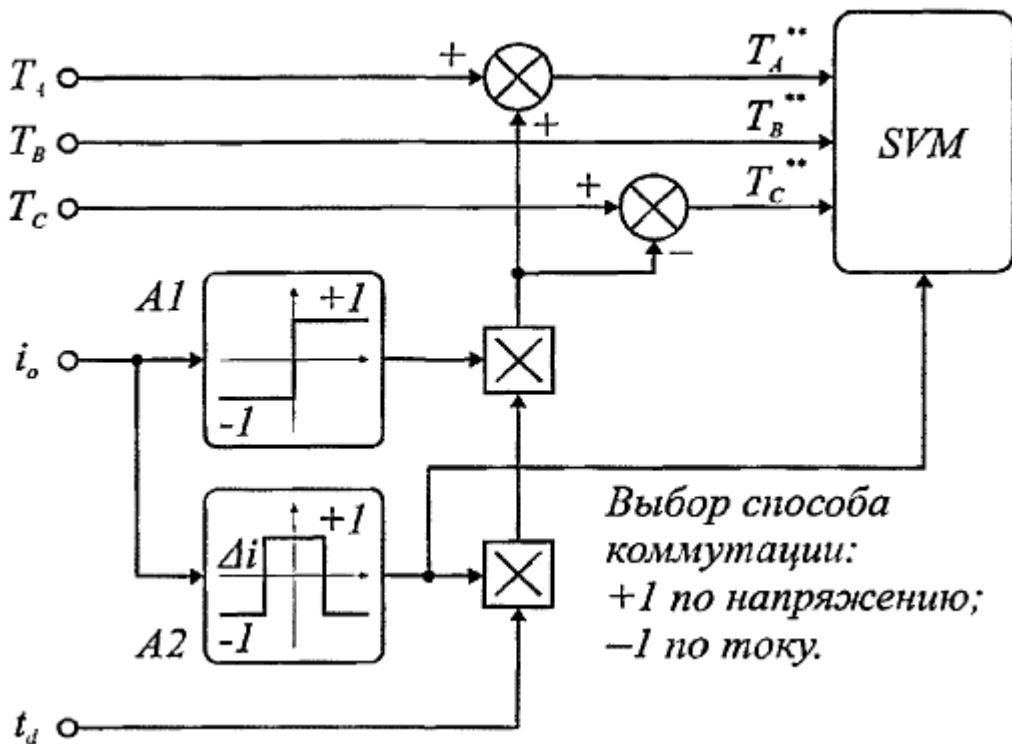 T_A + T_A**
+
T_B T_B** SVM
T_C + T_C**
–
A1 +1
i_o
-1
+1
Δi
-1
A2
Выбор способа
коммутации:
+1 по напряжению;
–1 по току.
t_d